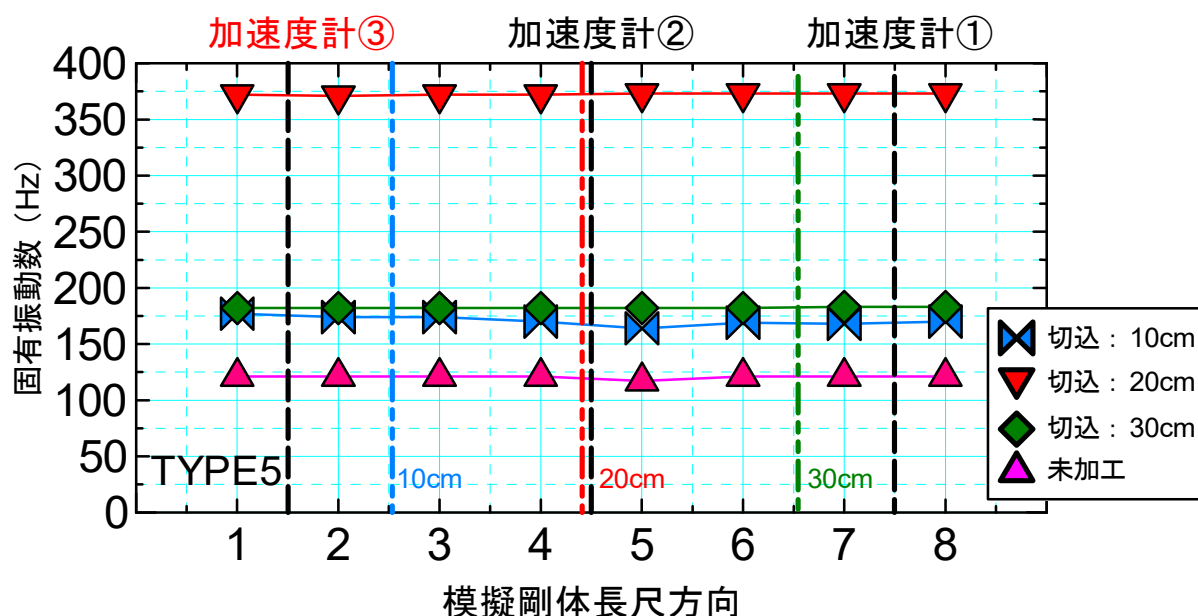 加速度計③ 加速度計② 加速度計①
400
350
300
250
200
150
100
50
0
固有振動数（Hz）
TYPE5
10cm
20cm
30cm
切込：10cm
切込：20cm
切込：30cm
未加工
1 2 3 4 5 6 7 8
模擬剛体長尺方向